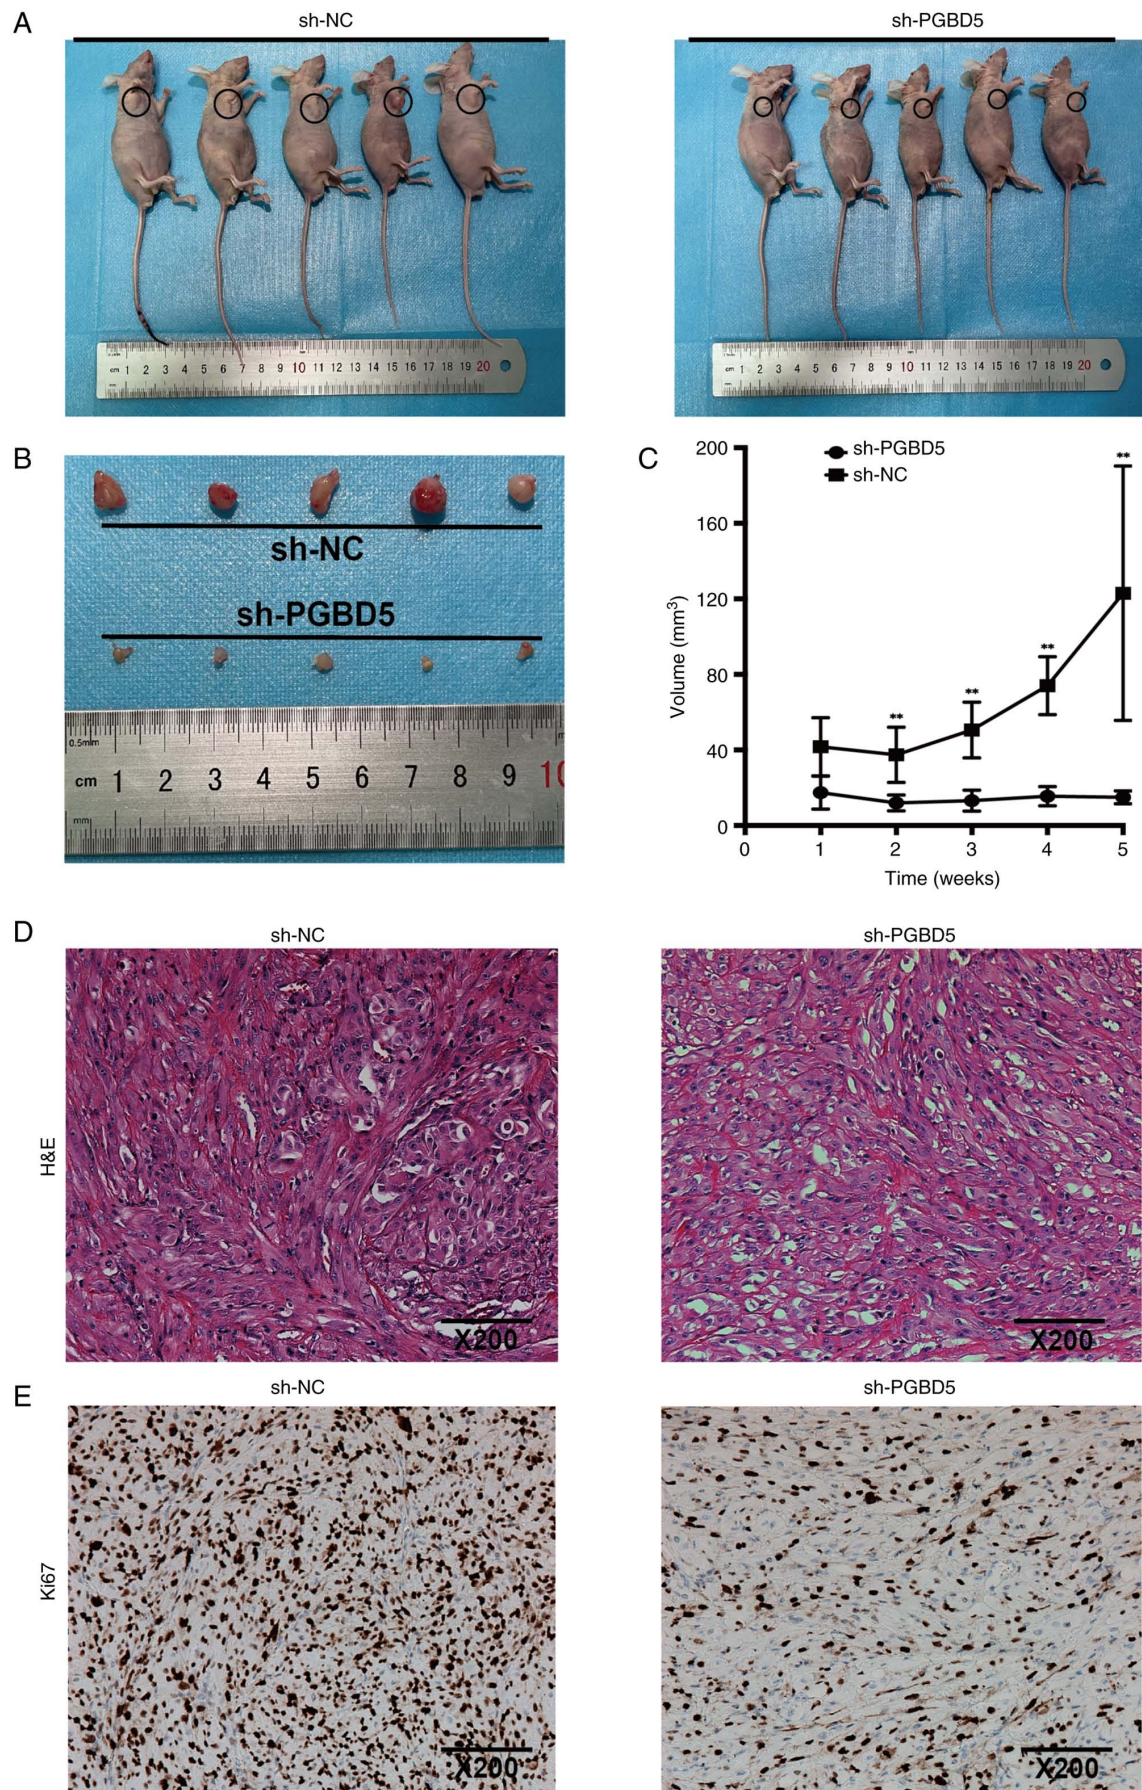 A
sh-NC
sh-PGBD5
cm 1 2 3 4 5 6 7 8 9 10 11 12 13 14 15 16 17 18 19 20
cm 1 2 3 4 5 6 7 8 9 10 11 12 13 14 15 16 17 18 19 20
B
sh-NC
sh-PGBD5
0.5mm
cm 1 2 3 4 5 6 7 8 9 10
mm
C
sh-PGBD5
sh-NC
200
160
120
80
40
0
Volume (mm³)
** ** ** **
0 1 2 3 4 5
Time (weeks)
D
sh-NC
sh-PGBD5
H&E
X200
X200
E
sh-NC
sh-PGBD5
Ki67
X200
X200